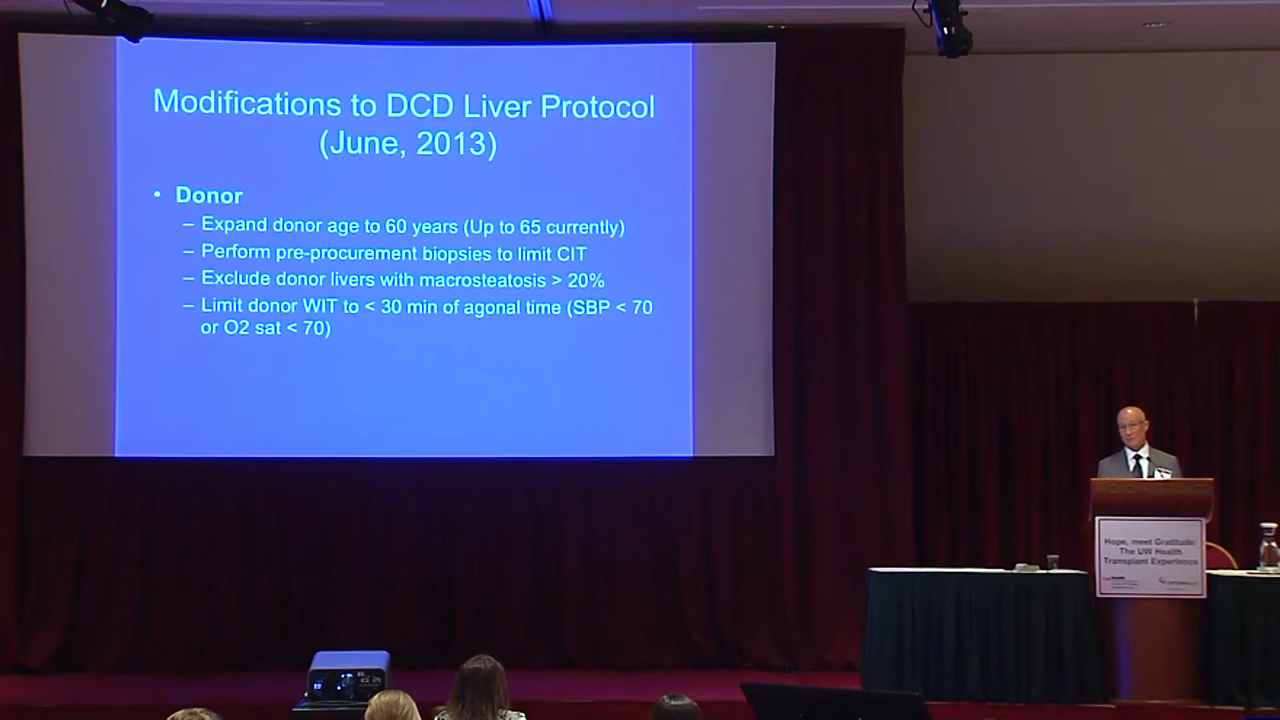 Modifications to DCD Liver Protocol
(June, 2013)
• Donor
– Expand donor age to 60 years (Up to 65 currently)
– Perform pre-procurement biopsies to limit CIT
– Exclude donor livers with macrosteatosis > 20%
– Limit donor WIT to < 30 min of agonal time (SBP < 70
or O2 sat < 70)
Hope, meet Gratitude:
The UW Health
Transplant Experience